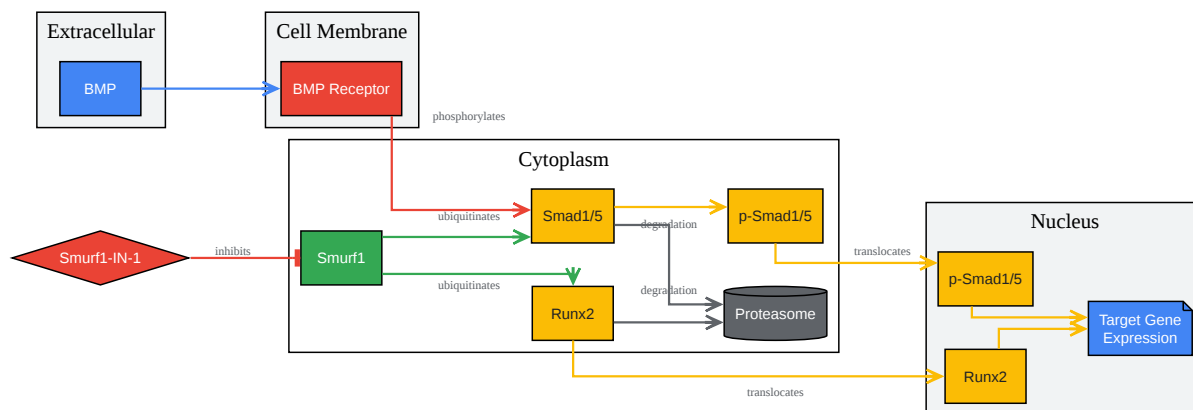 Extracellular
Cell Membrane
BMP
BMP Receptor
phosphorylates
Cytoplasm
Smad1/5
p-Smad1/5
ubiquitinates
degradation
Nucleus
Smurf1-IN-1
inhibits
Smurf1
translocates
p-Smad1/5
ubiquitinates
degradation
Runx2
Proteasome
Target Gene
Expression
Runx2
translocates